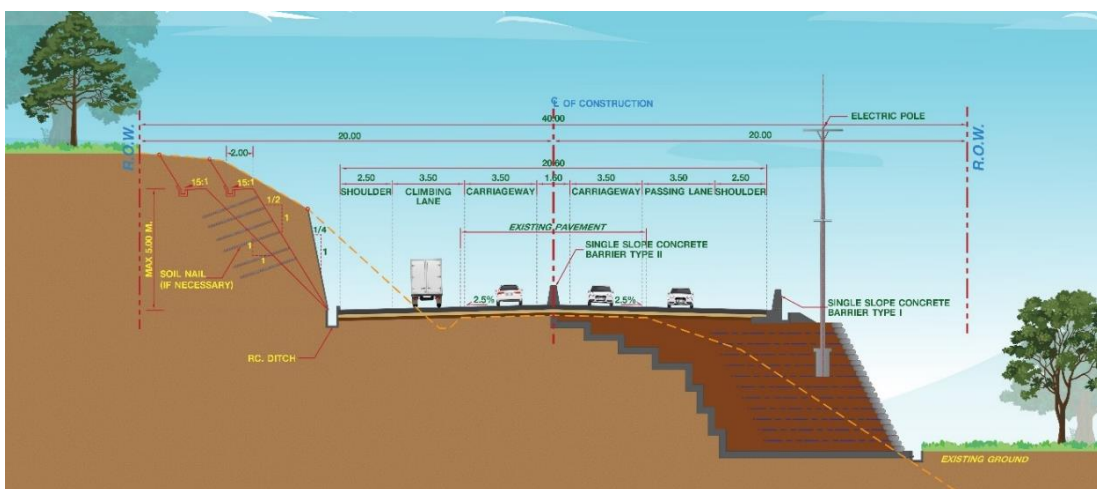 ℄ OF CONSTRUCTION
40.00
ELECTRIC POLE
R.O.W.
20.00
20.00
R.O.W.
2.00
20.60
2.50
3.50
3.50
1.60
3.50
3.50
2.50
SHOULDER
CLIMBING
LANE
CARRIAGEWAY
CARRIAGEWAY
PASSING LANE
SHOULDER
15:1
15:1
1/2
1
EXISTING PAVEMENT
1/4
1
MAX 5.00 M.
1
1
SOIL NAIL
(IF NECESSARY)
SINGLE SLOPE CONCRETE
BARRIER TYPE II
2.5%
2.5%
SINGLE SLOPE CONCRETE
BARRIER TYPE I
RC. DITCH
EXISTING GROUND